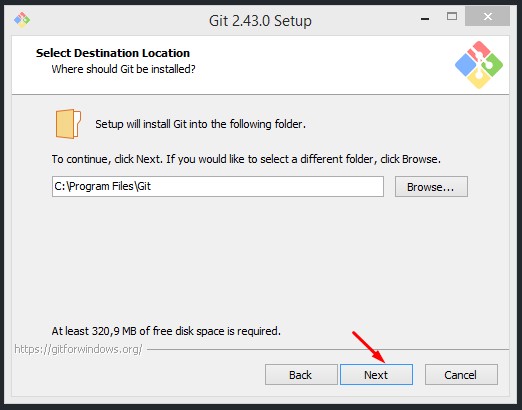 Git 2.43.0 Setup
Select Destination Location
Where should Git be installed?
Setup will install Git into the following folder.
To continue, click Next. If you would like to select a different folder, click Browse.
C:\Program Files\Git
Browse...
At least 320,9 MB of free disk space is required.
https://gitforwindows.org/
Back
Next
Cancel